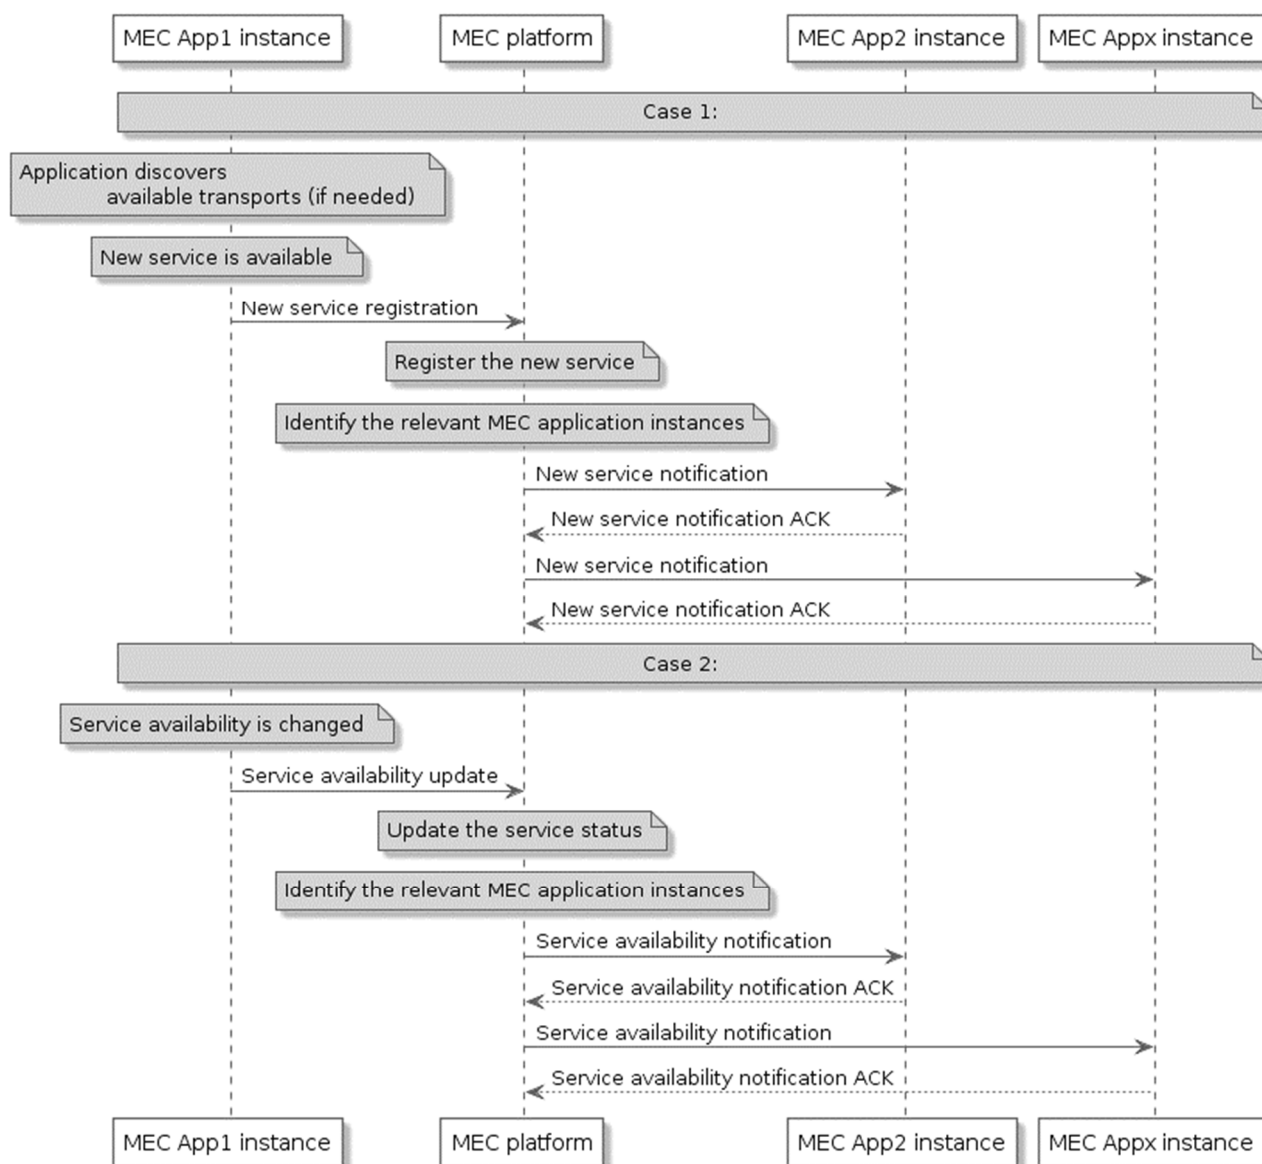 MEC App1 instance
MEC platform
MEC App2 instance
MEC Appx instance
Case 1:
Application discovers
available transports (if needed)
New service is available
New service registration
Register the new service
Identify the relevant MEC application instances
New service notification
New service notification ACK
New service notification
New service notification ACK
Case 2:
Service availability is changed
Service availability update
Update the service status
Identify the relevant MEC application instances
Service availability notification
Service availability notification ACK
Service availability notification
Service availability notification ACK
MEC App1 instance
MEC platform
MEC App2 instance
MEC Appx instance